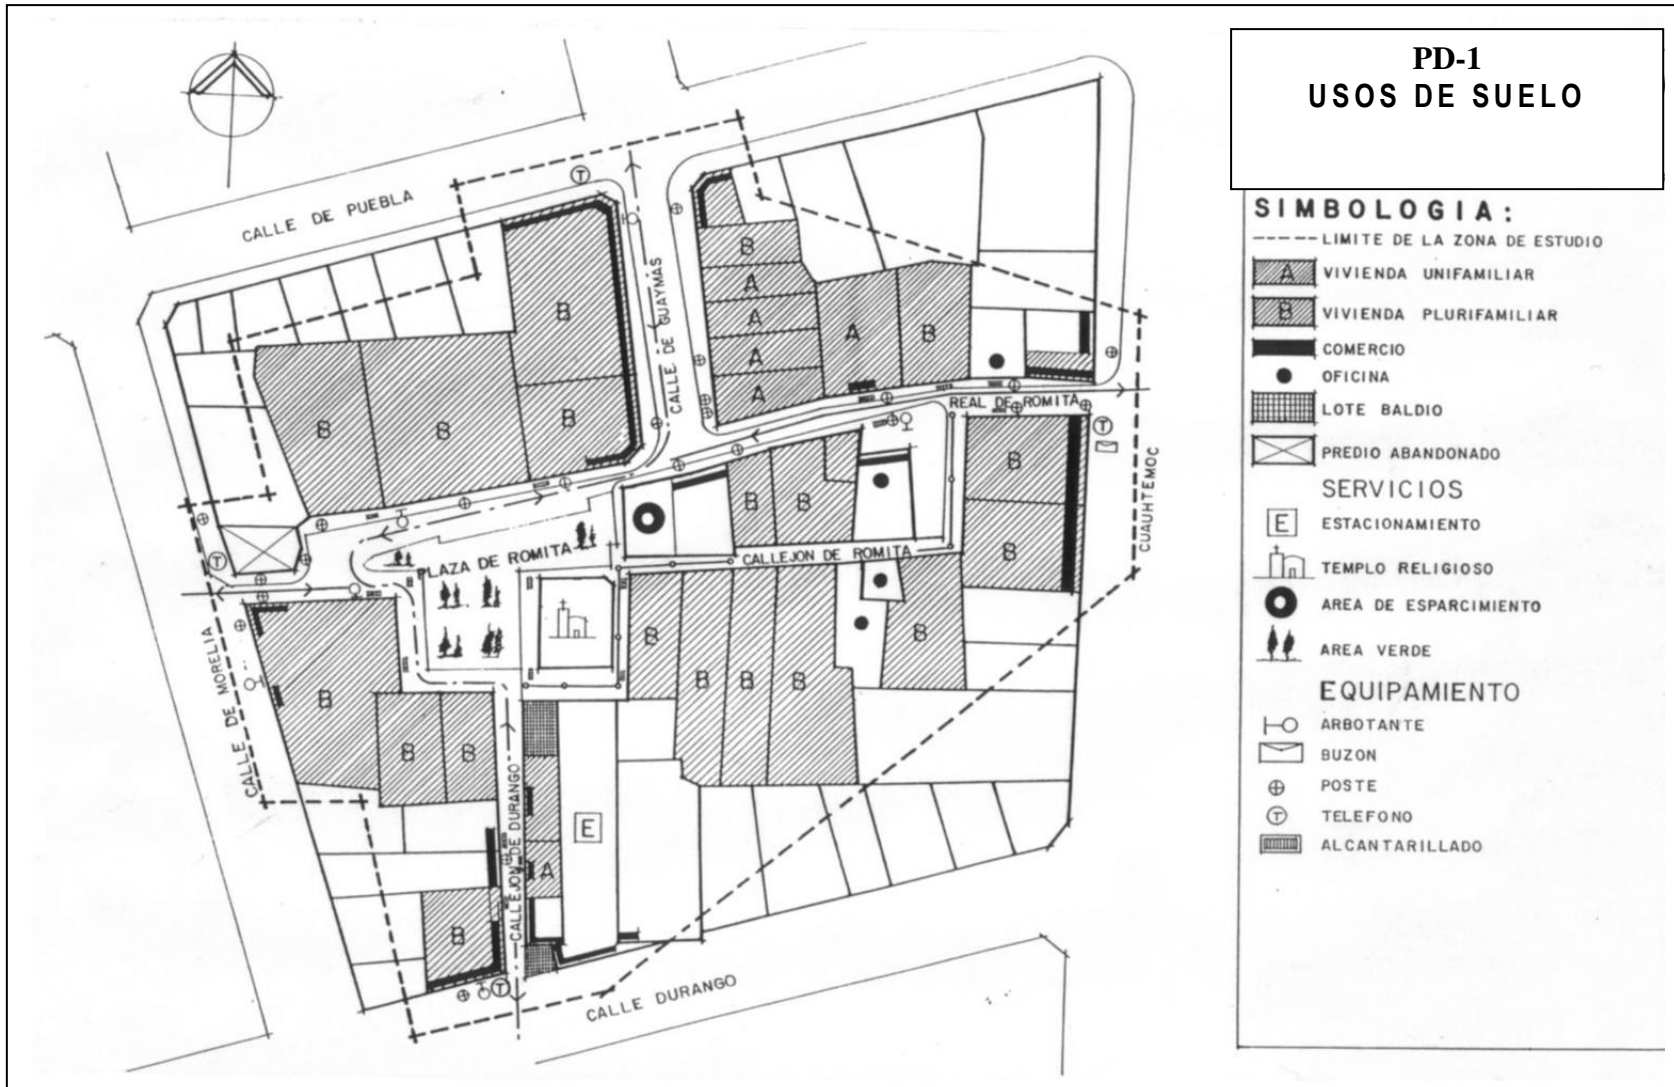 PD-1
USOS DE SUELO
SIMBOLOGIA:
LIMITE DE LA ZONA DE ESTUDIO
A VIVIENDA UNIFAMILIAR
B VIVIENDA PLURIFAMILIAR
COMERCIO
OFICINA
LOTE BALDIO
PREDIO ABANDONADO
SERVICIOS
E ESTACIONAMIENTO
TEMPLO RELIGIOSO
AREA DE ESPARCIMIENTO
AREA VERDE
EQUIPAMIENTO
ARBOTANTE
BUZON
POSTE
T TELEFONO
ALCANTARILLADO
CALLE DE PUEBLA
CALLE DE GUAYMAS
REAL DE ROMITA
CUAUHTEMOC
PLAZA DE ROMITA
CALLEJON DE ROMITA
CALLE DE MORELIA
CALLEJON DE DURANGO
CALLE DURANGO
T
B
A
A
A
A
A
B
B
B
B
B
B
B
B
B
T
T
B
B
B
B
B
B
B
B
B
E
A
B
T